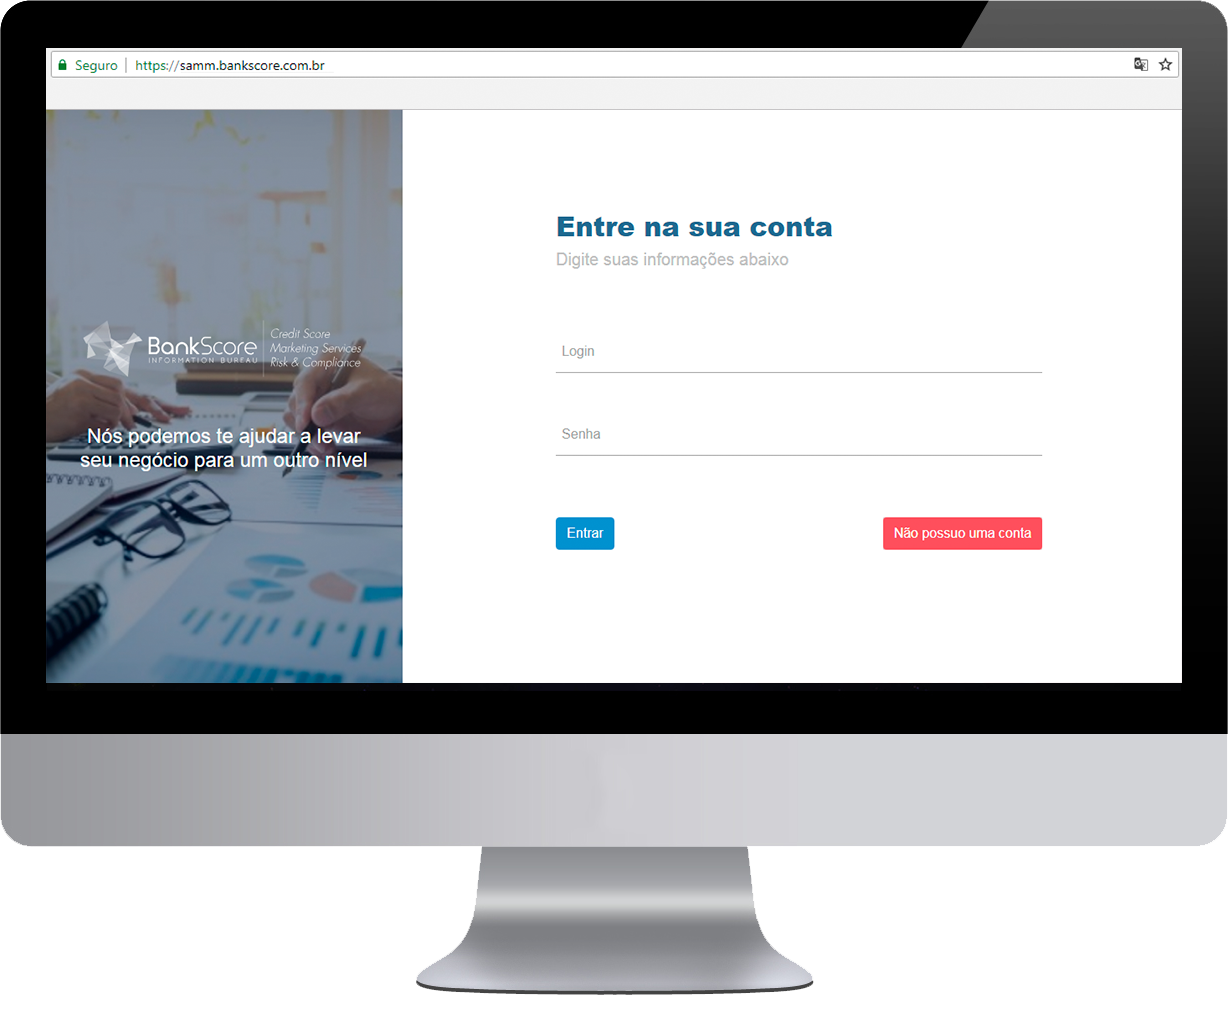 Seguro | https://samm.bankscore.com.br
BankScore
INFORMATION BUREAU
Credit Score
Marketing Services
Risk & Compliance
Nós podemos te ajudar a levar
seu negócio para um outro nível
Entre na sua conta
Digite suas informações abaixo
Login
Senha
Entrar
Não possuo uma conta